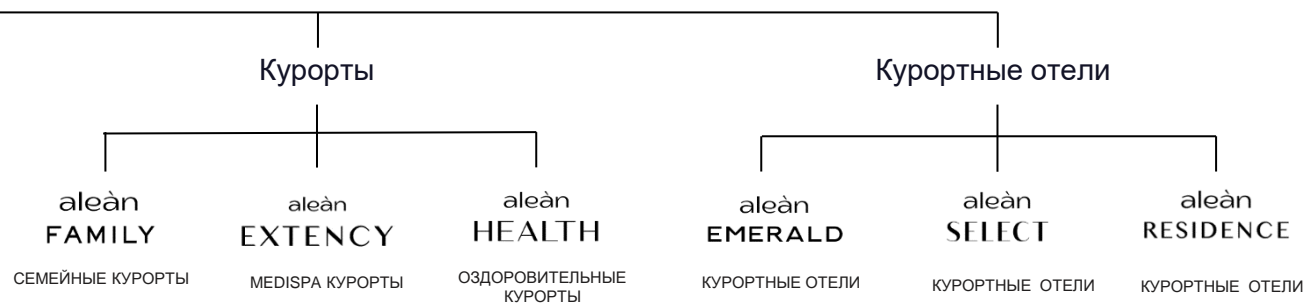 Курорты
Курортные отели
aleàn
FAMILY
СЕМЕЙНЫЕ КУРОРТЫ
aleàn
EXTENCY
MEDISPA КУРОРТЫ
aleàn
HEALTH
ОЗДОРОВИТЕЛЬНЫЕ
КУРОРТЫ
aleàn
EMERALD
КУРОРТНЫЕ ОТЕЛИ
aleàn
SELECT
КУРОРТНЫЕ ОТЕЛИ
aleàn
RESIDENCE
КУРОРТНЫЕ ОТЕЛИ